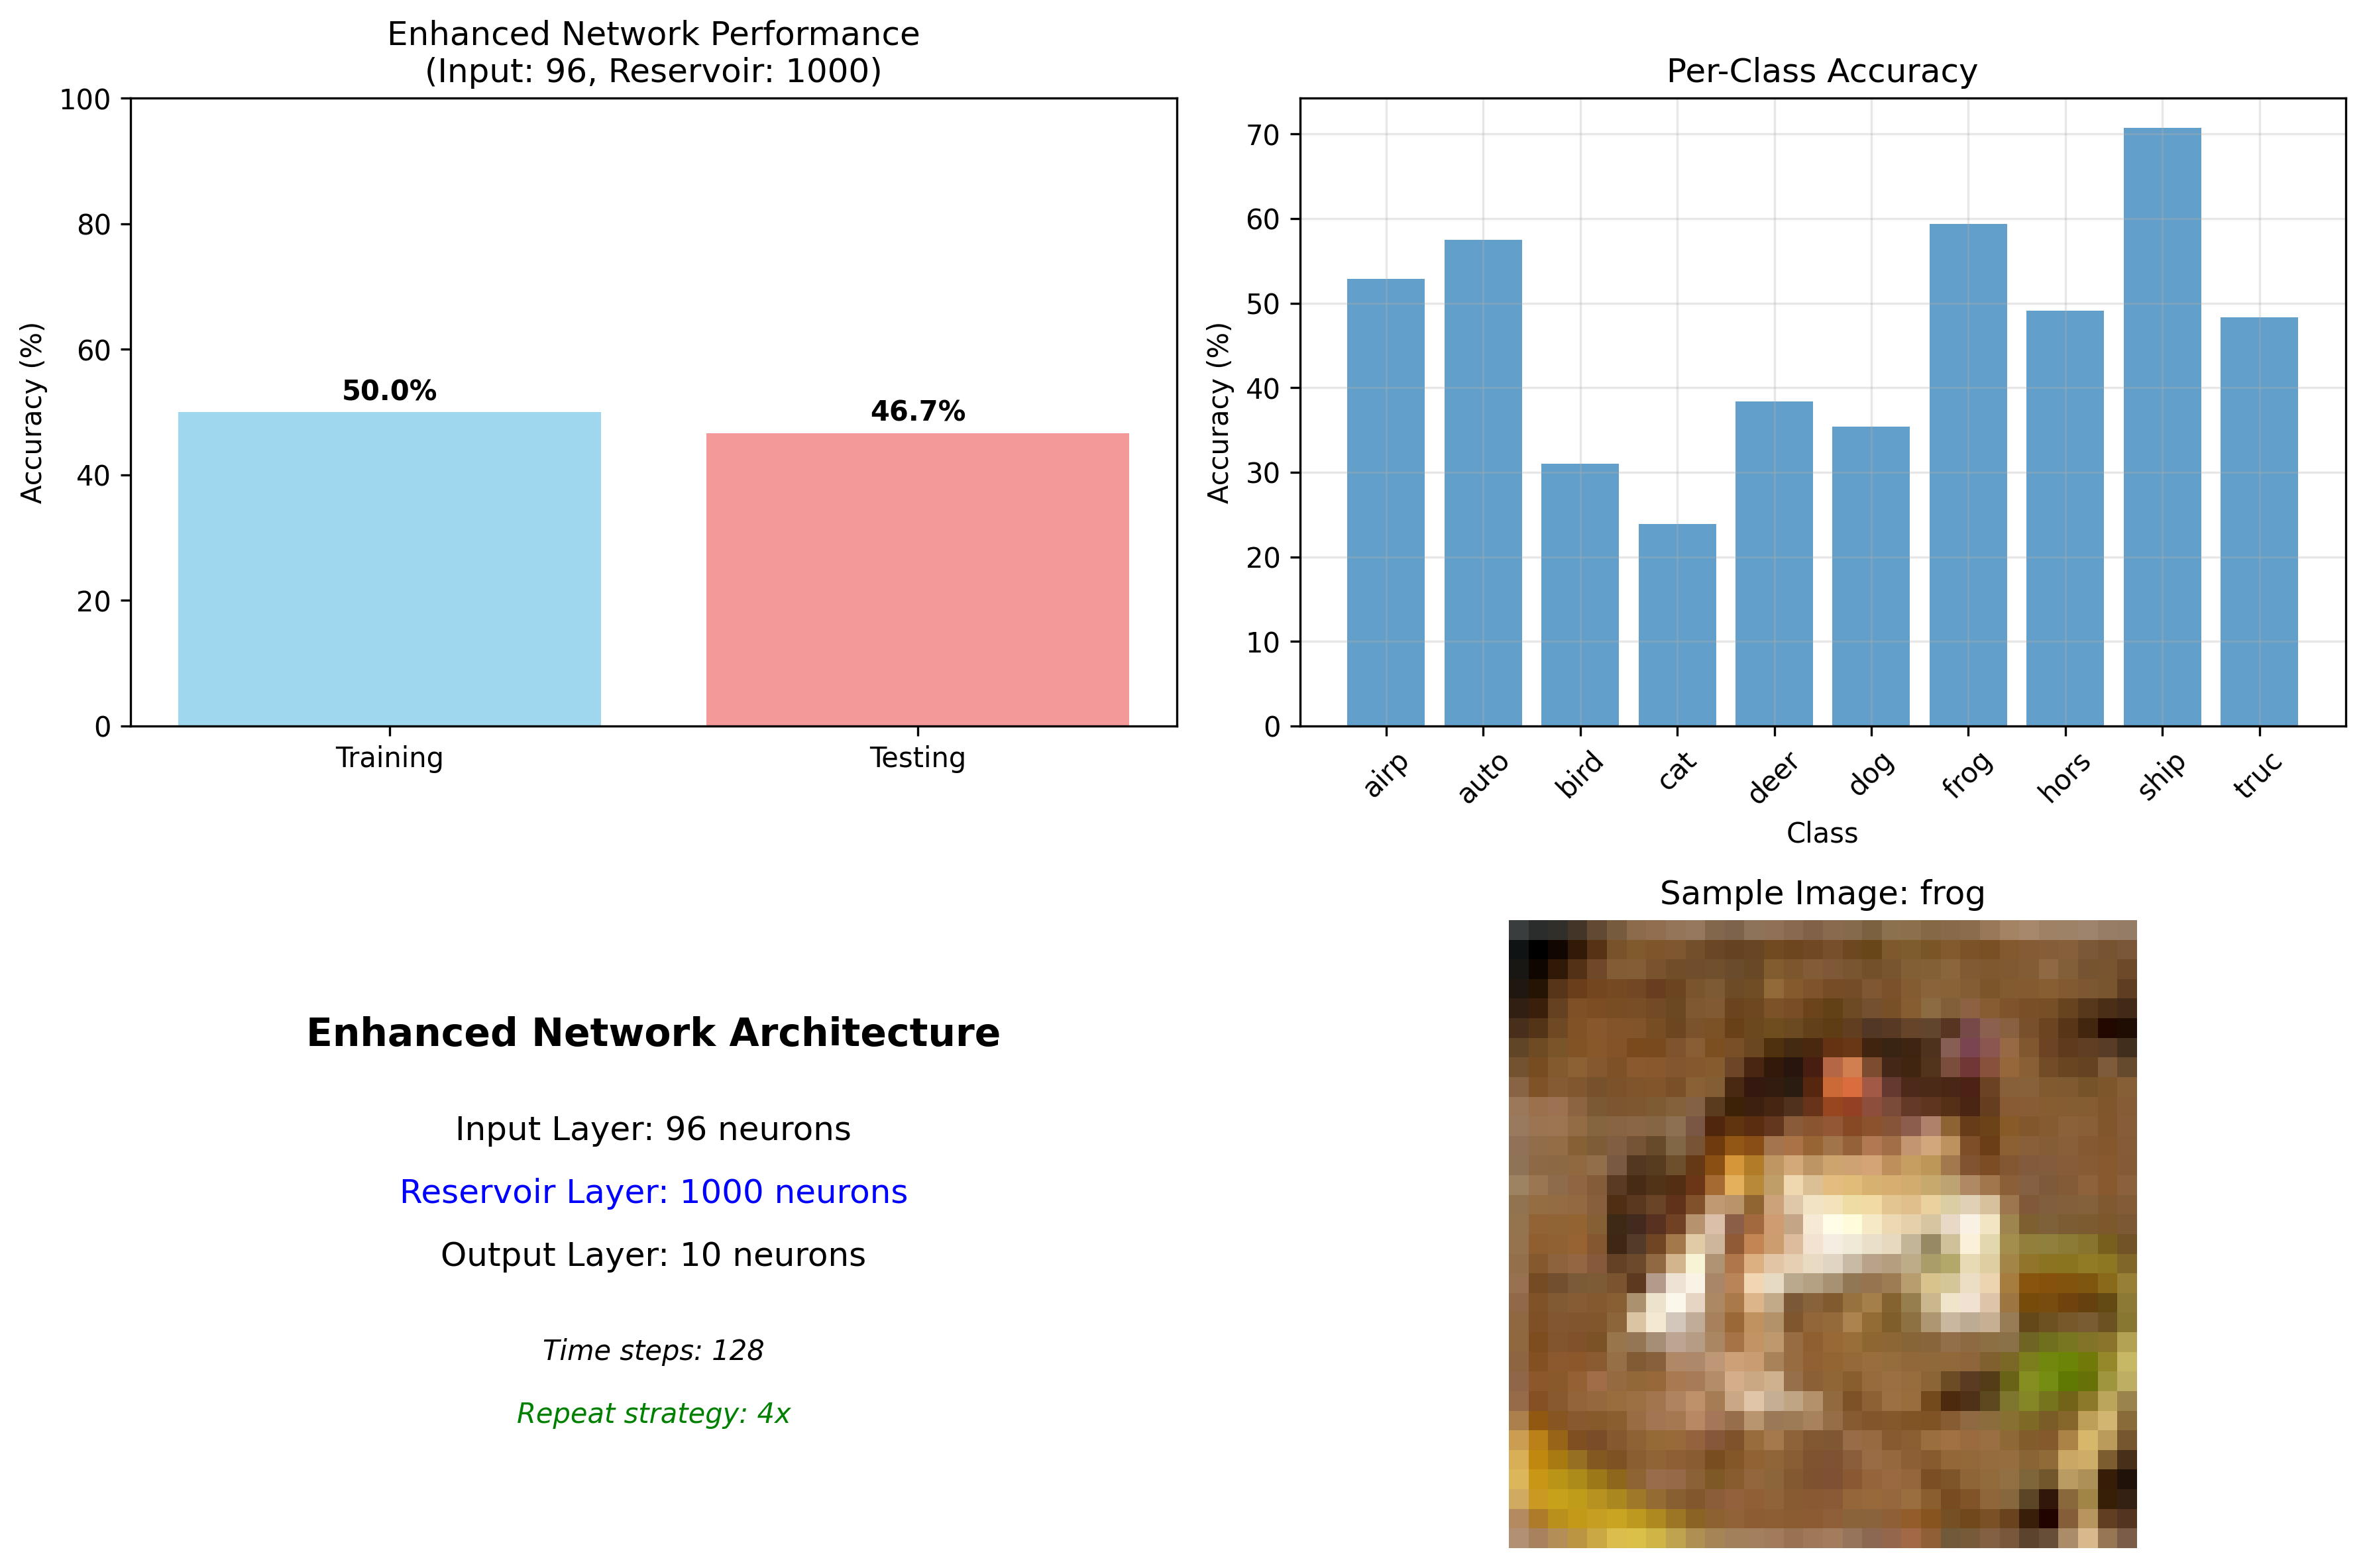 Enhanced Network Performance
(Input: 96, Reservoir: 1000)
Accuracy (%)
100
80
60
40
20
0
50.0%
46.7%
Training
Testing
Per-Class Accuracy
Accuracy (%)
70
60
50
40
30
20
10
0
airp
auto
bird
cat
deer
dog
frog
hors
ship
truc
Class
Enhanced Network Architecture
Input Layer: 96 neurons
Reservoir Layer: 1000 neurons
Output Layer: 10 neurons
Time steps: 128
Repeat strategy: 4x
Sample Image: frog